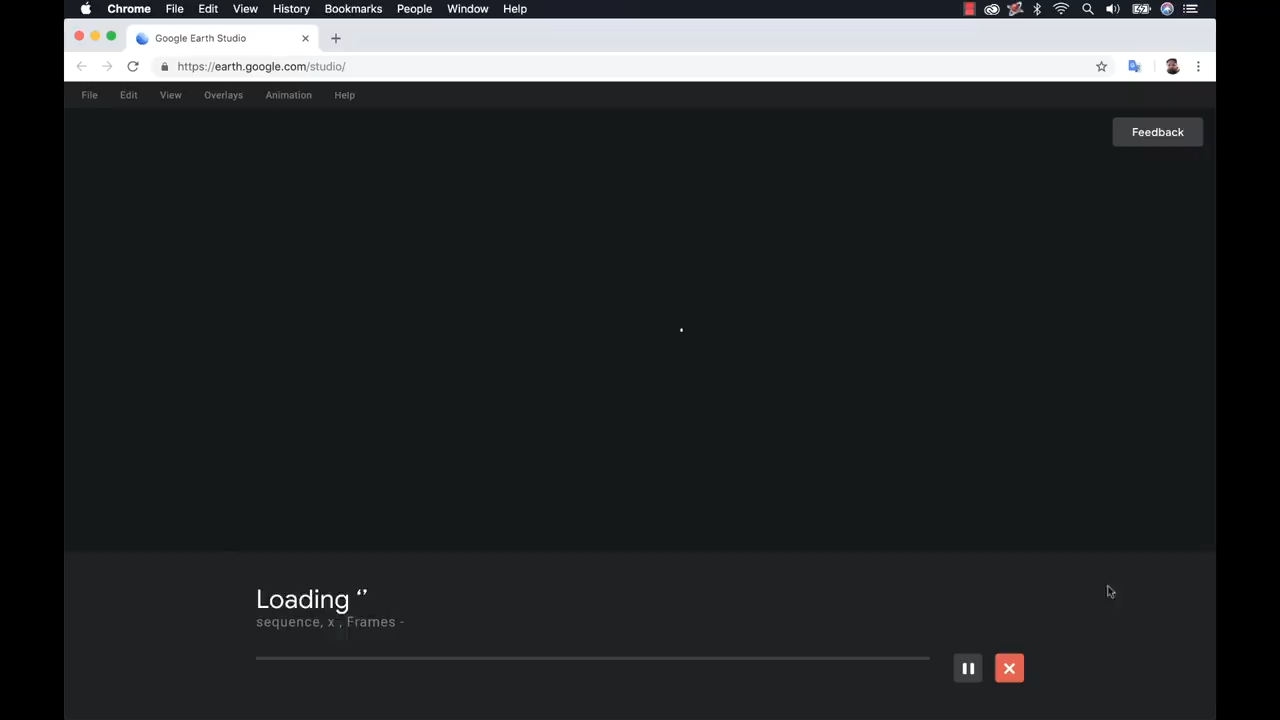 Chrome File Edit View History Bookmarks People Window Help
Google Earth Studio
https://earth.google.com/studio/
File Edit View Overlays Animation Help
Feedback
Loading ‘’
sequence, x , Frames -